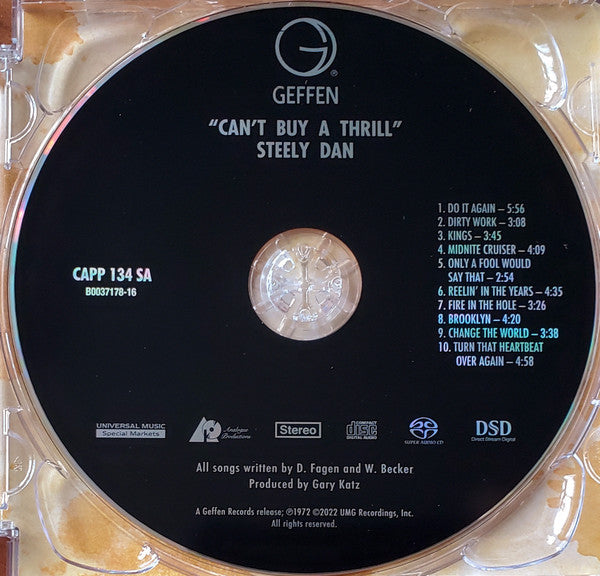 GEFFEN
"CAN'T BUY A THRILL"
STEELY DAN
1. DO IT AGAIN – 5:56
2. DIRTY WORK – 3:08
3. KINGS – 3:45
4. MIDNITE CRUISER – 4:09
5. ONLY A FOOL WOULD
SAY THAT – 2:54
6. REELIN' IN THE YEARS – 4:35
7. FIRE IN THE HOLE – 3:26
8. BROOKLYN – 4:20
9. CHANGE THE WORLD – 3:38
10. TURN THAT HEARTBEAT
OVER AGAIN – 4:58
CAPP 134 SA
B0037178-16
UNIVERSAL MUSIC
Special Markets
Analogue
Productions
Stereo
COMPACT
disc
DIGITAL AUDIO
SUPER AUDIO CD
DSD
Direct Stream Digital
All songs written by D. Fagen and W. Becker
Produced by Gary Katz
A Geffen Records release; ℗1972 ©2022 UMG Recordings, Inc.
All rights reserved.